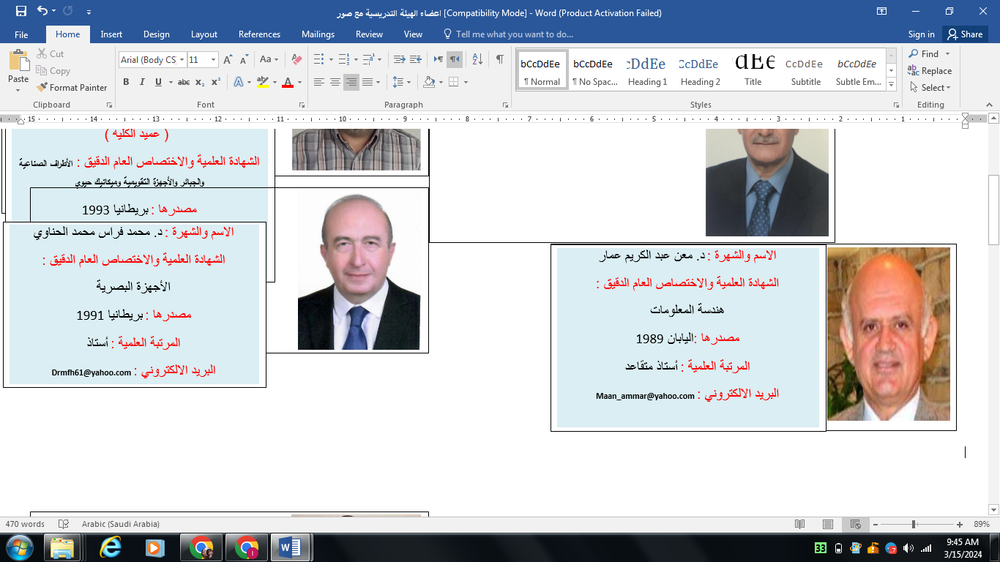 اعضاء الهيئة التدريسية مع صور [Compatibility Mode] - Word (Product Activation Failed)
File Home Insert Design Layout References Mailings Review View Tell me what you want to do... Sign in Share
Paste
Cut
Copy
Format Painter
Clipboard
Arial (Body CS) 11
Font
Paragraph
bCcDdEe bCcDdEe CcDdEe CcDdEe dEe CcDdEe bCcDdEe
¶ Normal ¶ No Spac... Heading 1 Heading 2 Title Subtitle Subtle Em...
Styles
Find
Replace
Select
Editing
15 14 13 12 11 10 9 8 7 6 5 4 3 2 1
( عميد الكليه )
الشهادة العلمية والاختصاص العام الدقيق : الأطراف الصناعية
والجبائر والأجهزة التقويمية وميكانيك حيوي
مصدرها : بريطانيا 1993
الاسم والشهرة : د. معن عبد الكريم عمار
الشهادة العلمية والاختصاص العام الدقيق :
هندسة المعلومات
مصدرها :اليابان 1989
المرتبة العلمية : أستاذ متقاعد
البريد الالكتروني : Maan_ammar@yahoo.com
الاسم والشهرة : د. محمد فراس محمد الحناوي
الشهادة العلمية والاختصاص العام الدقيق :
الأجهزة البصرية
مصدرها : بريطانيا 1991
المرتبة العلمية : أستاذ
البريد الالكتروني : Drmfh61@yahoo.com
470 words Arabic (Saudi Arabia) 89%
33
9:45 AM
3/15/2024